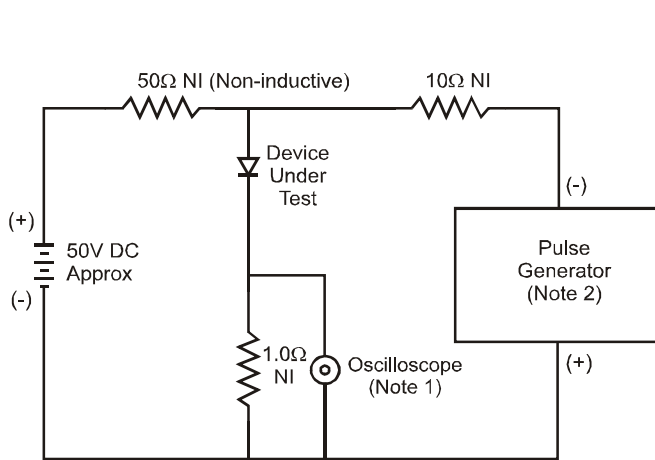 50Ω NI (Non-inductive)
10Ω NI
Device
Under
Test
(-)
(+)
50V DC
Approx
(-)
Pulse
Generator
(Note 2)
1.0Ω
NI
Oscilloscope
(Note 1)
(+)